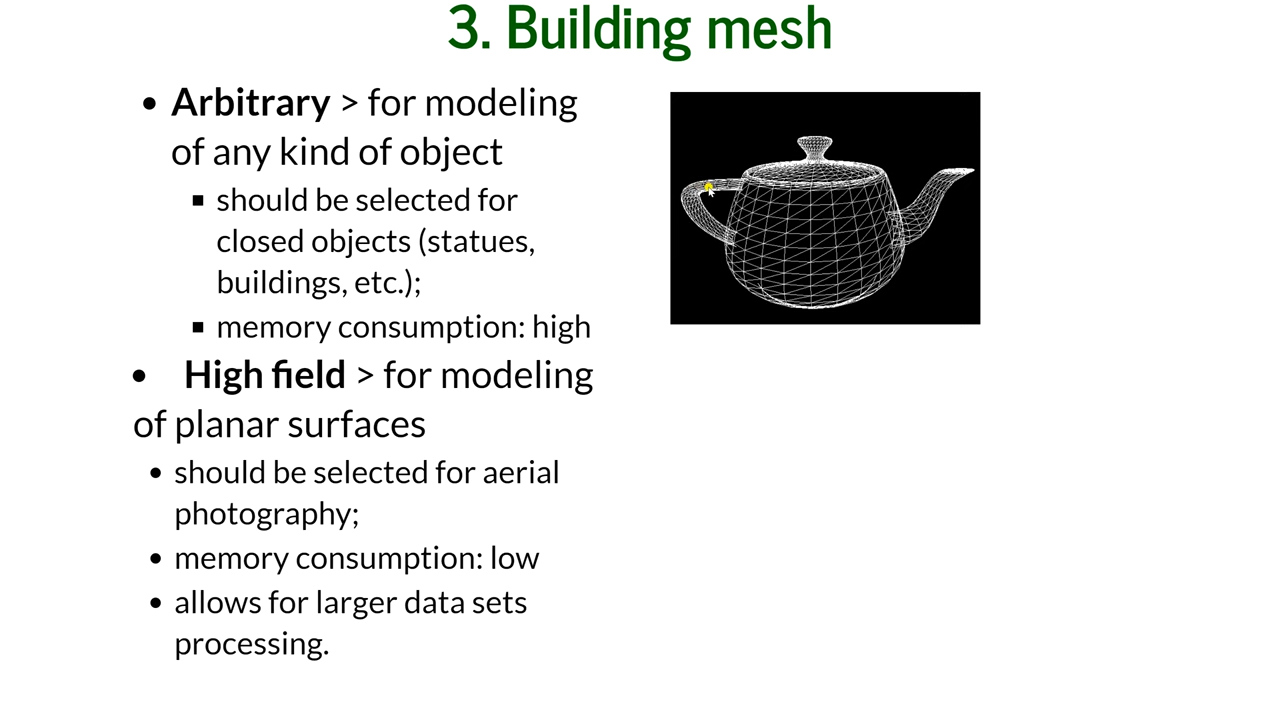 3. Building mesh
• Arbitrary > for modeling
of any kind of object
▪ should be selected for
closed objects (statues,
buildings, etc.);
▪ memory consumption: high
• High field > for modeling
of planar surfaces
• should be selected for aerial
photography;
• memory consumption: low
• allows for larger data sets
processing.